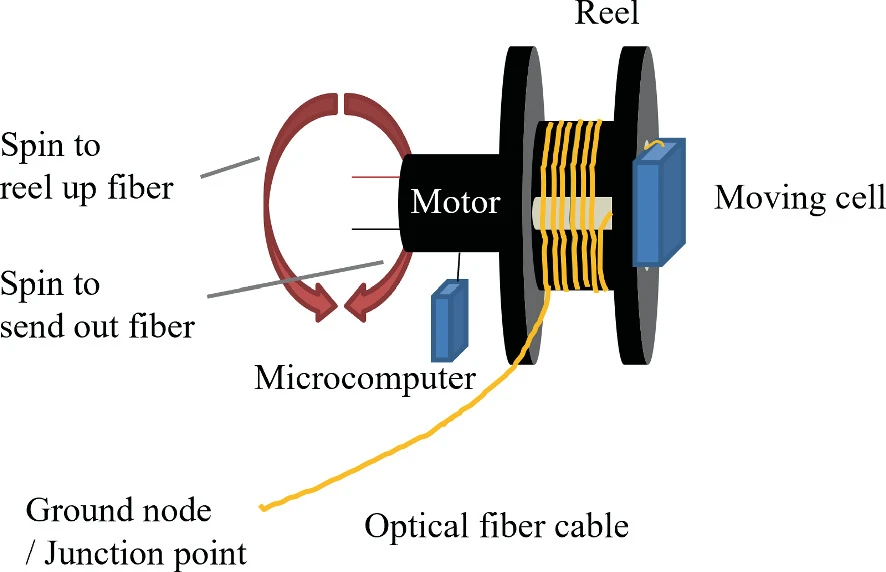 Reel
Spin to
reel up fiber
Motor
Moving cell
Spin to
send out fiber
Microcomputer
Ground node
/ Junction point
Optical fiber cable